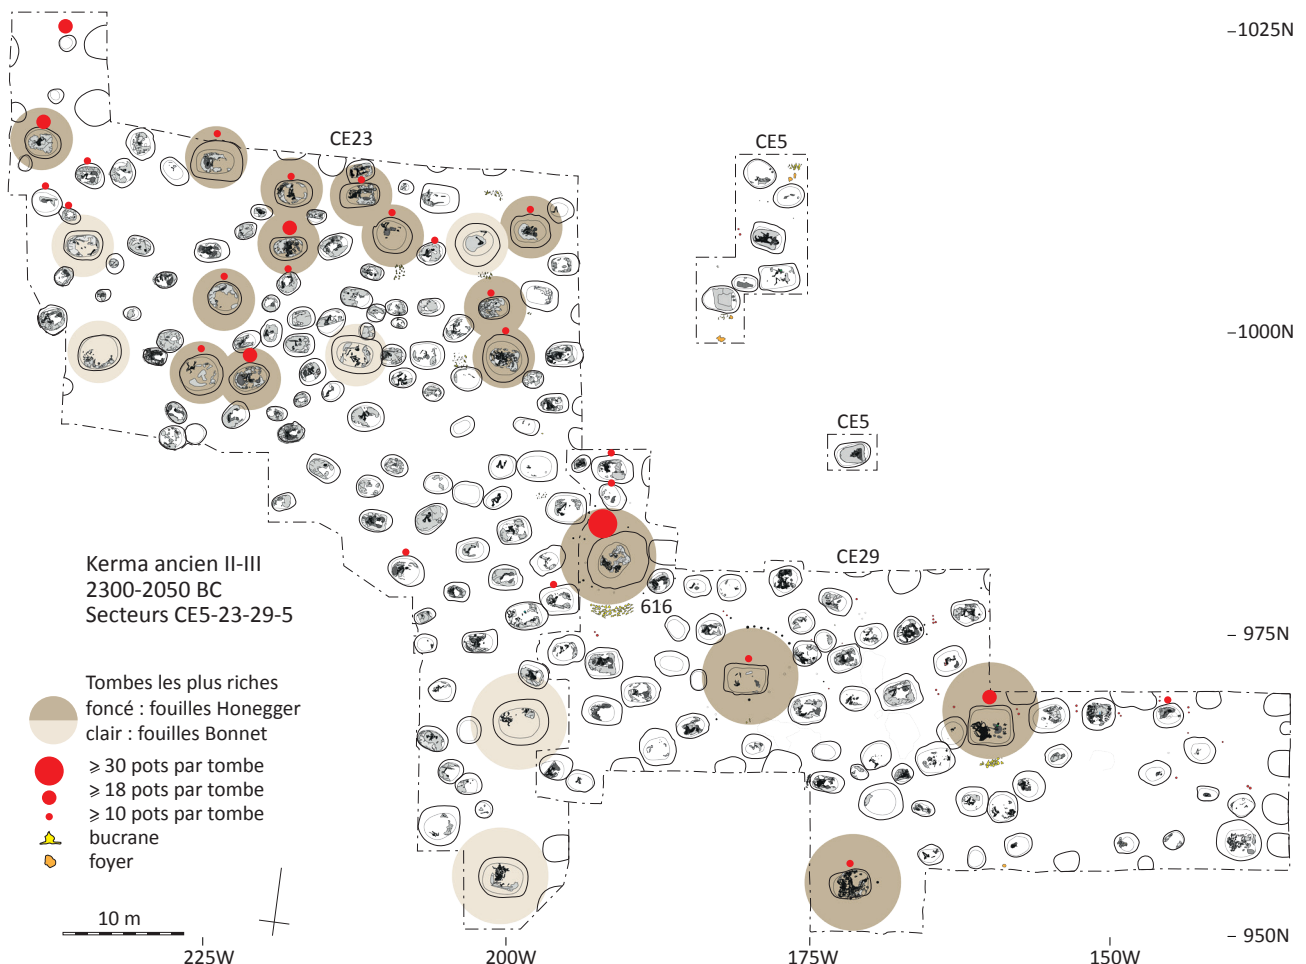 –1025N
CE23
CE5
–1000N
CE5
Kerma ancien II-III
2300-2050 BC
Secteurs CE5-23-29-5
CE29
616
–975N
Tombes les plus riches
foncé : fouilles Honegger
clair : fouilles Bonnet
⩾ 30 pots par tombe
⩾ 18 pots par tombe
⩾ 10 pots par tombe
bucrane
foyer
10 m
–950N
225W
200W
175W
150W